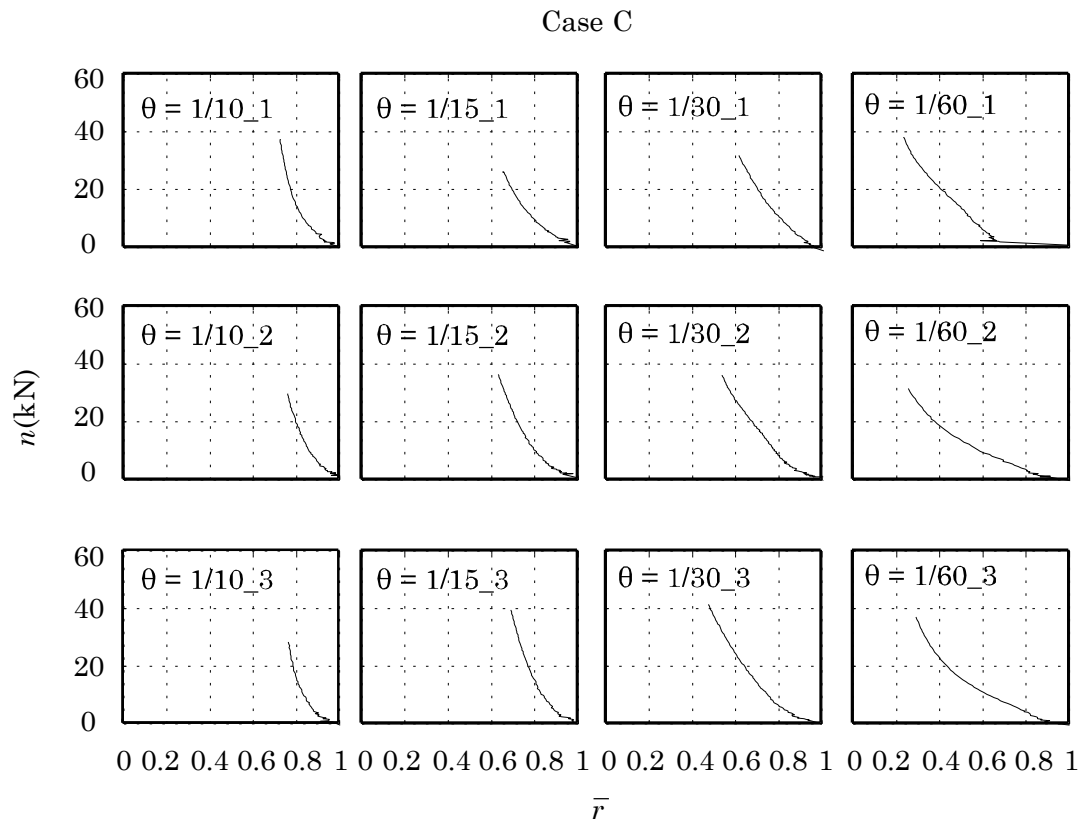 Case C
60
40
20
0
θ = 1/10_1
θ = 1/15_1
θ = 1/30_1
θ = 1/60_1
60
40
20
0
θ = 1/10_2
θ = 1/15_2
θ = 1/30_2
θ = 1/60_2
n(kN)
60
40
20
0
θ = 1/10_3
θ = 1/15_3
θ = 1/30_3
θ = 1/60_3
0 0.2 0.4 0.6 0.8 1 0 0.2 0.4 0.6 0.8 1 0 0.2 0.4 0.6 0.8 1 0 0.2 0.4 0.6 0.8 1
r̅